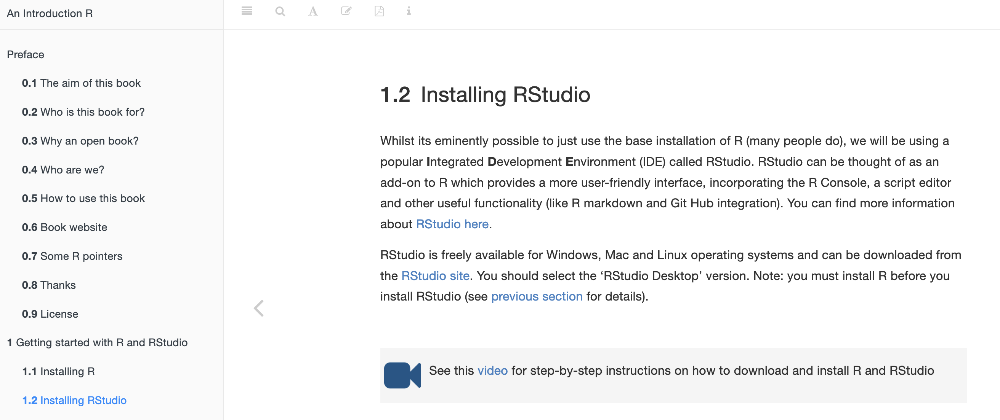 An Introduction R
Preface
0.1 The aim of this book
0.2 Who is this book for?
0.3 Why an open book?
0.4 Who are we?
0.5 How to use this book
0.6 Book website
0.7 Some R pointers
0.8 Thanks
0.9 License
1 Getting started with R and RStudio
1.1 Installing R
1.2 Installing RStudio
1.2 Installing RStudio
Whilst its eminently possible to just use the base installation of R (many people do), we will be using a
popular Integrated Development Environment (IDE) called RStudio. RStudio can be thought of as an
add-on to R which provides a more user-friendly interface, incorporating the R Console, a script editor
and other useful functionality (like R markdown and Git Hub integration). You can find more information
about RStudio here.
RStudio is freely available for Windows, Mac and Linux operating systems and can be downloaded from
the RStudio site. You should select the ‘RStudio Desktop’ version. Note: you must install R before you
install RStudio (see previous section for details).
See this video for step-by-step instructions on how to download and install R and RStudio